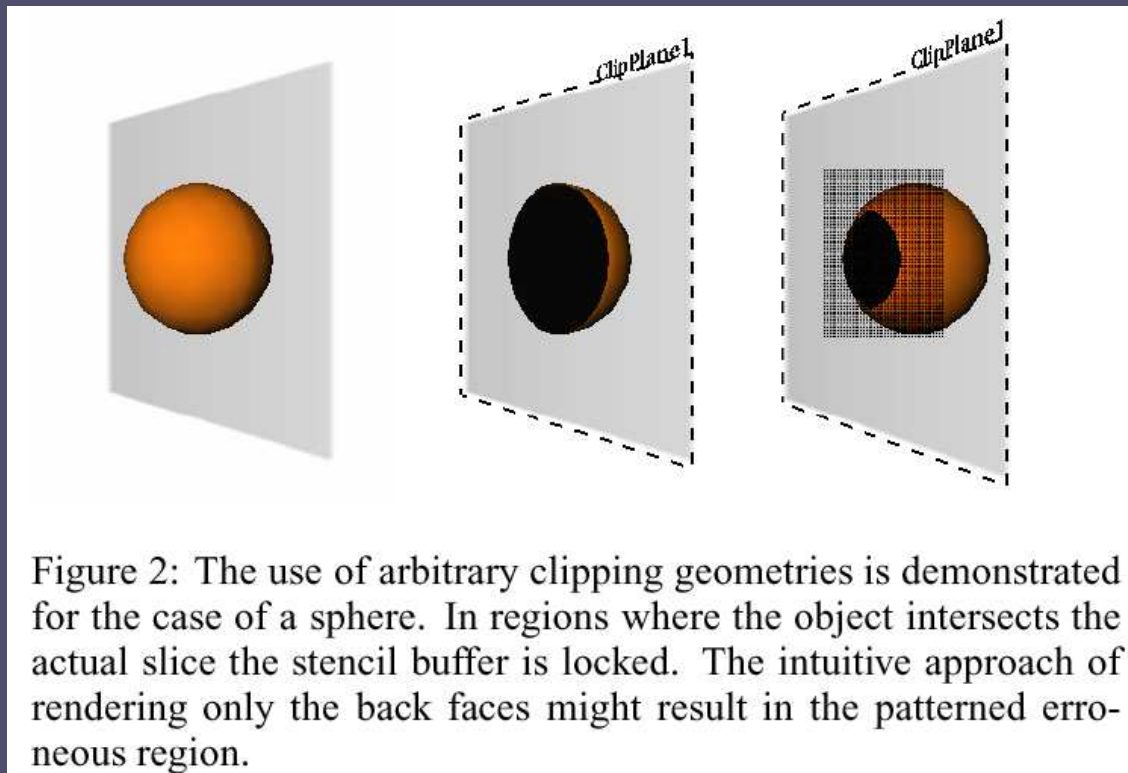 ClipPlane1
ClipPlane1
Figure 2: The use of arbitrary clipping geometries is demonstrated
for the case of a sphere. In regions where the object intersects the
actual slice the stencil buffer is locked. The intuitive approach of
rendering only the back faces might result in the patterned erro-
neous region.